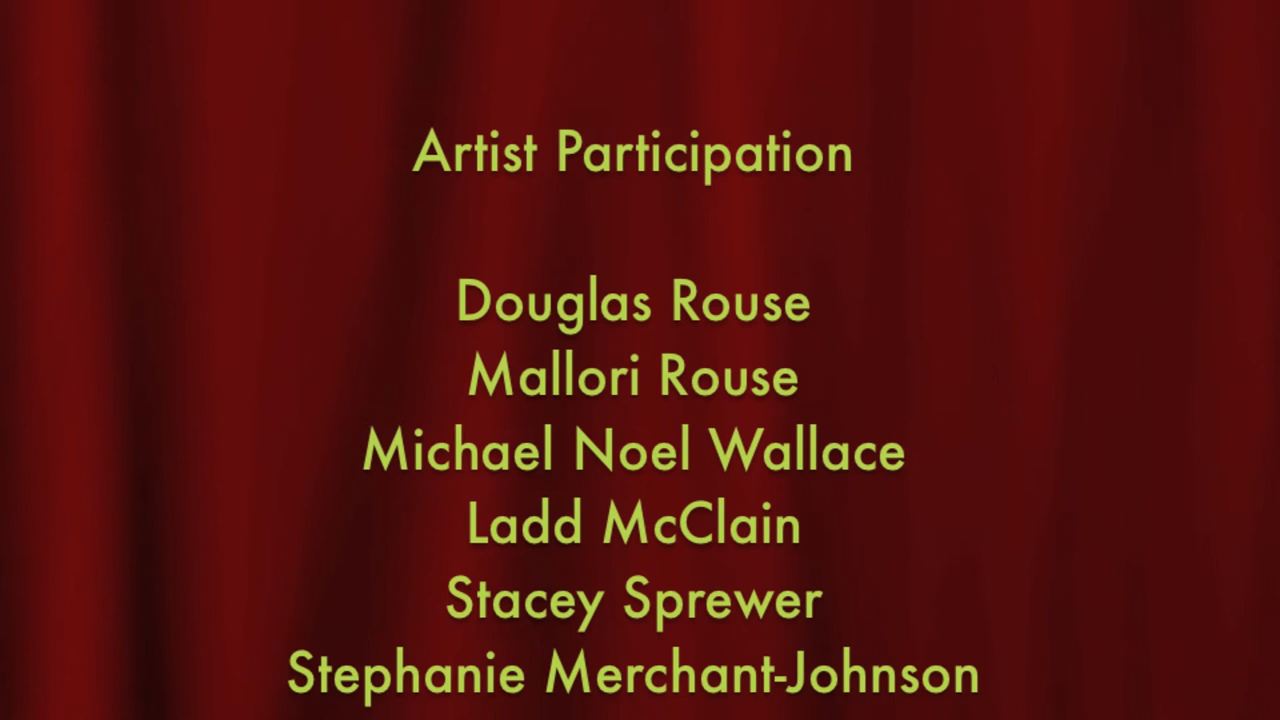 Artist Participation
Douglas Rouse
Mallori Rouse
Michael Noel Wallace
Ladd McClain
Stacey Sprewer
Stephanie Merchant-Johnson